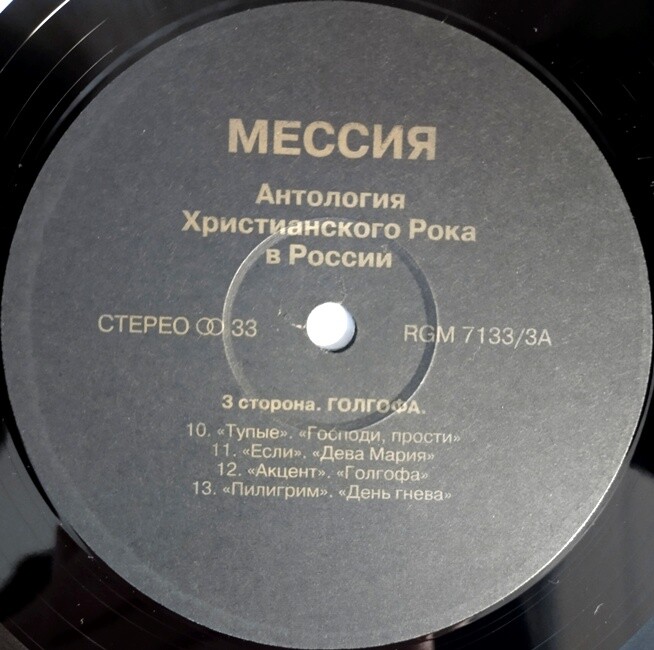 МЕССИЯ
Антология
Христианского Рока
в России
СТЕРЕО 33
RGM 7133/3A
3 сторона. ГОЛГОФА.
10. «Тупые». «Господи, прости»
11. «Если». «Дева Мария»
12. «Акцент». «Голгофа»
13. «Пилигрим». «День гнева»